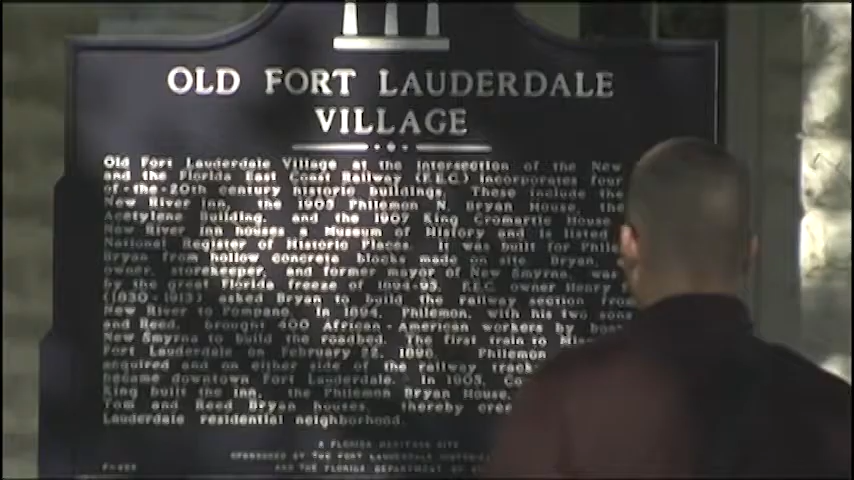 OLD FORT LAUDERDALE
VILLAGE
Old Fort Lauderdale Village at the intersection of the New
and the Florida East Coast Railway (F.E.C.) incorporates four
of-the-20th century historic buildings. These include the
New River Inn, the 1905 Philemon N. Bryan House, the
Acetylene Building, and the 1907 King Cromartie House
New River Inn houses a Museum of History and is listed
National Register of Historic Places. It was built for Phile
Bryan from hollow concrete blocks made on site. Bryan,
owner, storekeeper, and former mayor of New Smyrna, was
by the great Florida freeze of 1894-95. F.E.C. owner Henry
(1830-1913) asked Bryan to build the railway section from
New River to Pompano. In 1894, Philemon, with his two sons
and Reed, brought 400 African-American workers by boat
New Smyrna to build the roadbed. The first train to Miam
Fort Lauderdale on February 22, 1896. Philemon
acquired land on either side of the railway track
became downtown Fort Lauderdale. In 1905, Co
King built the inn, the Philemon Bryan House,
Tom and Reed Bryan houses, thereby crea
Lauderdale residential neighborhood.
A FLORIDA HERITAGE SITE
SPONSORED BY THE FORT LAUDERDALE HISTORIC
AND THE FLORIDA DEPARTMENT OF